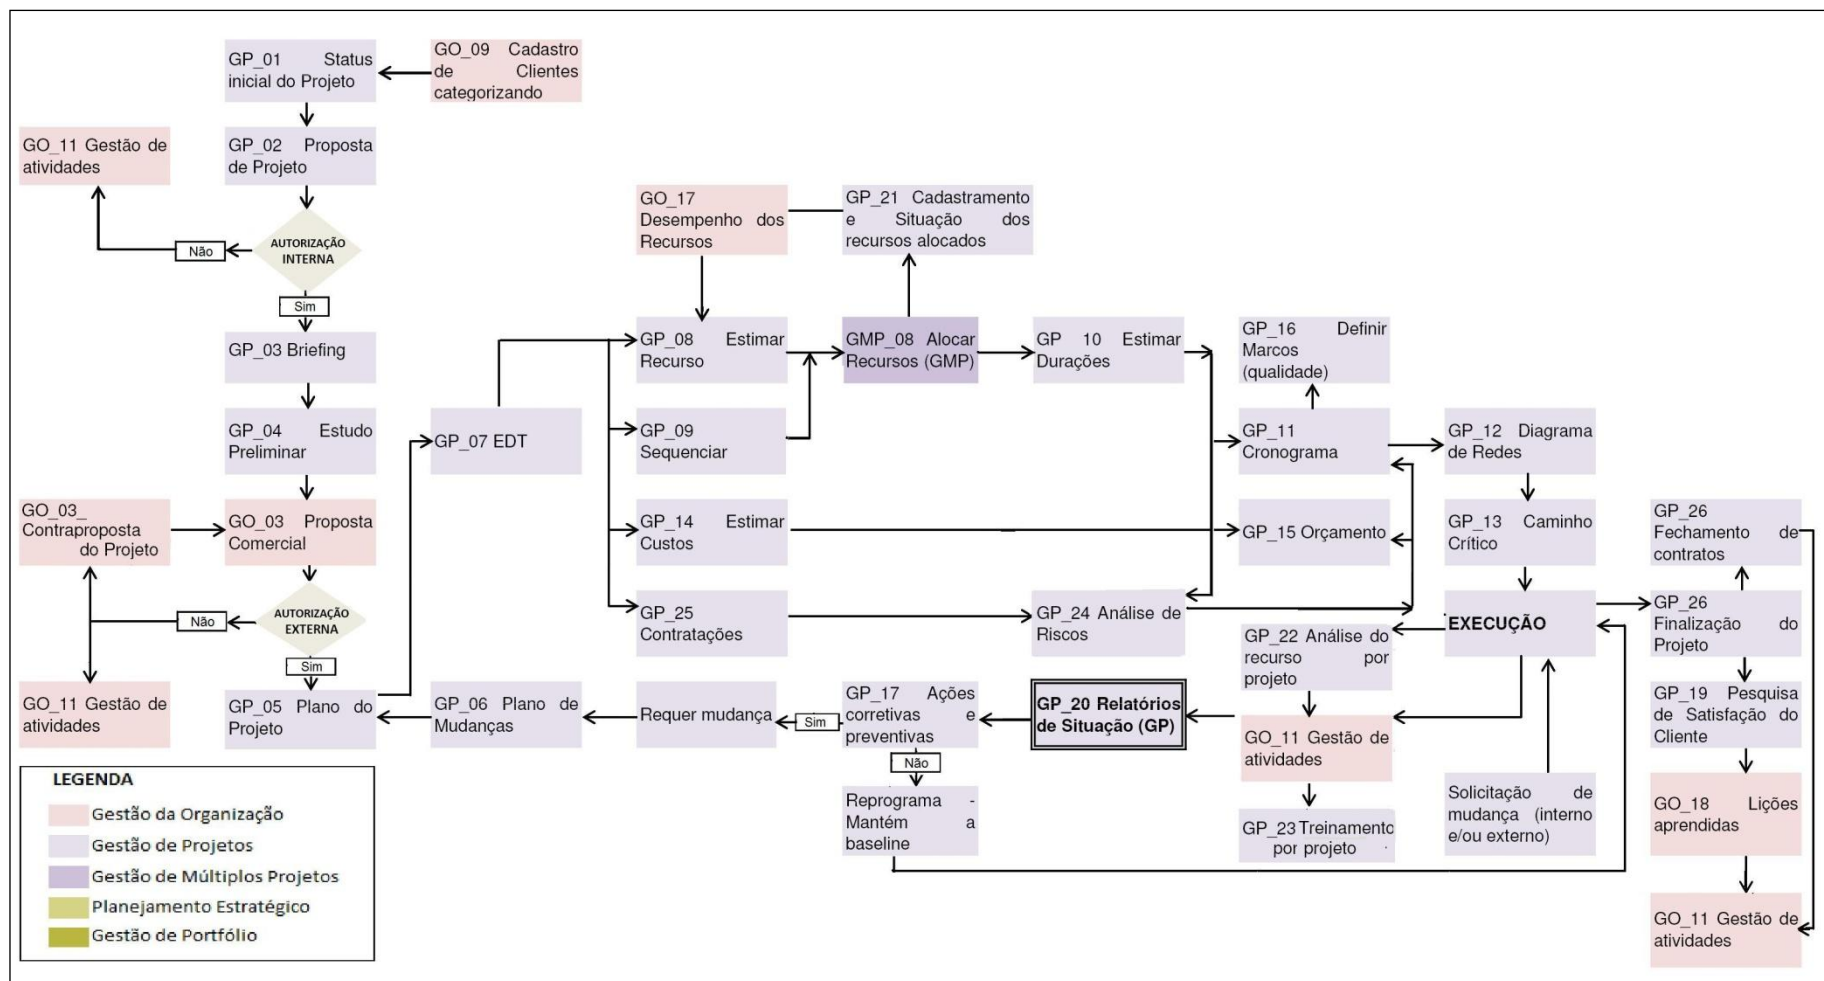 GP_01 Status
inicial do Projeto
GO_09 Cadastro
de Clientes
categorizando
GO_11 Gestão de
atividades
GP_02 Proposta
de Projeto
AUTORIZAÇÃO
INTERNA
Não
Sim
GP_03 Briefing
GP_04 Estudo
Preliminar
GO_03_
Contraproposta
do Projeto
GO_03 Proposta
Comercial
AUTORIZAÇÃO
EXTERNA
Não
Sim
GO_11 Gestão de
atividades
GP_05 Plano do
Projeto
GP_06 Plano de
Mudanças
GP_07 EDT
GO_17
Desempenho dos
Recursos
GP_21 Cadastramento
e Situação dos
recursos alocados
GP_08 Estimar
Recurso
GMP_08 Alocar
Recursos (GMP)
GP 10 Estimar
Durações
GP_16 Definir
Marcos
(qualidade)
GP_09
Sequenciar
GP_11
Cronograma
GP_12 Diagrama
de Redes
GP_14 Estimar
Custos
GP_15 Orçamento
GP_13 Caminho
Crítico
GP_26
Fechamento de
contratos
GP_25
Contratações
GP_24 Análise de
Riscos
EXECUÇÃO
GP_26
Finalização do
Projeto
GP_22 Análise do
recurso por
projeto
Requer mudança
Sim
GP_17 Ações
corretivas e
preventivas
GP_20 Relatórios
de Situação (GP)
GO_11 Gestão de
atividades
GP_19 Pesquisa
de Satisfação do
Cliente
Não
Reprograma -
Mantém a
baseline
GP_23 Treinamento
por projeto
Solicitação de
mudança (interno
e/ou externo)
GO_18 Lições
aprendidas
GO_11 Gestão de
atividades
LEGENDA
Gestão da Organização
Gestão de Projetos
Gestão de Múltiplos Projetos
Planejamento Estratégico
Gestão de Portfólio